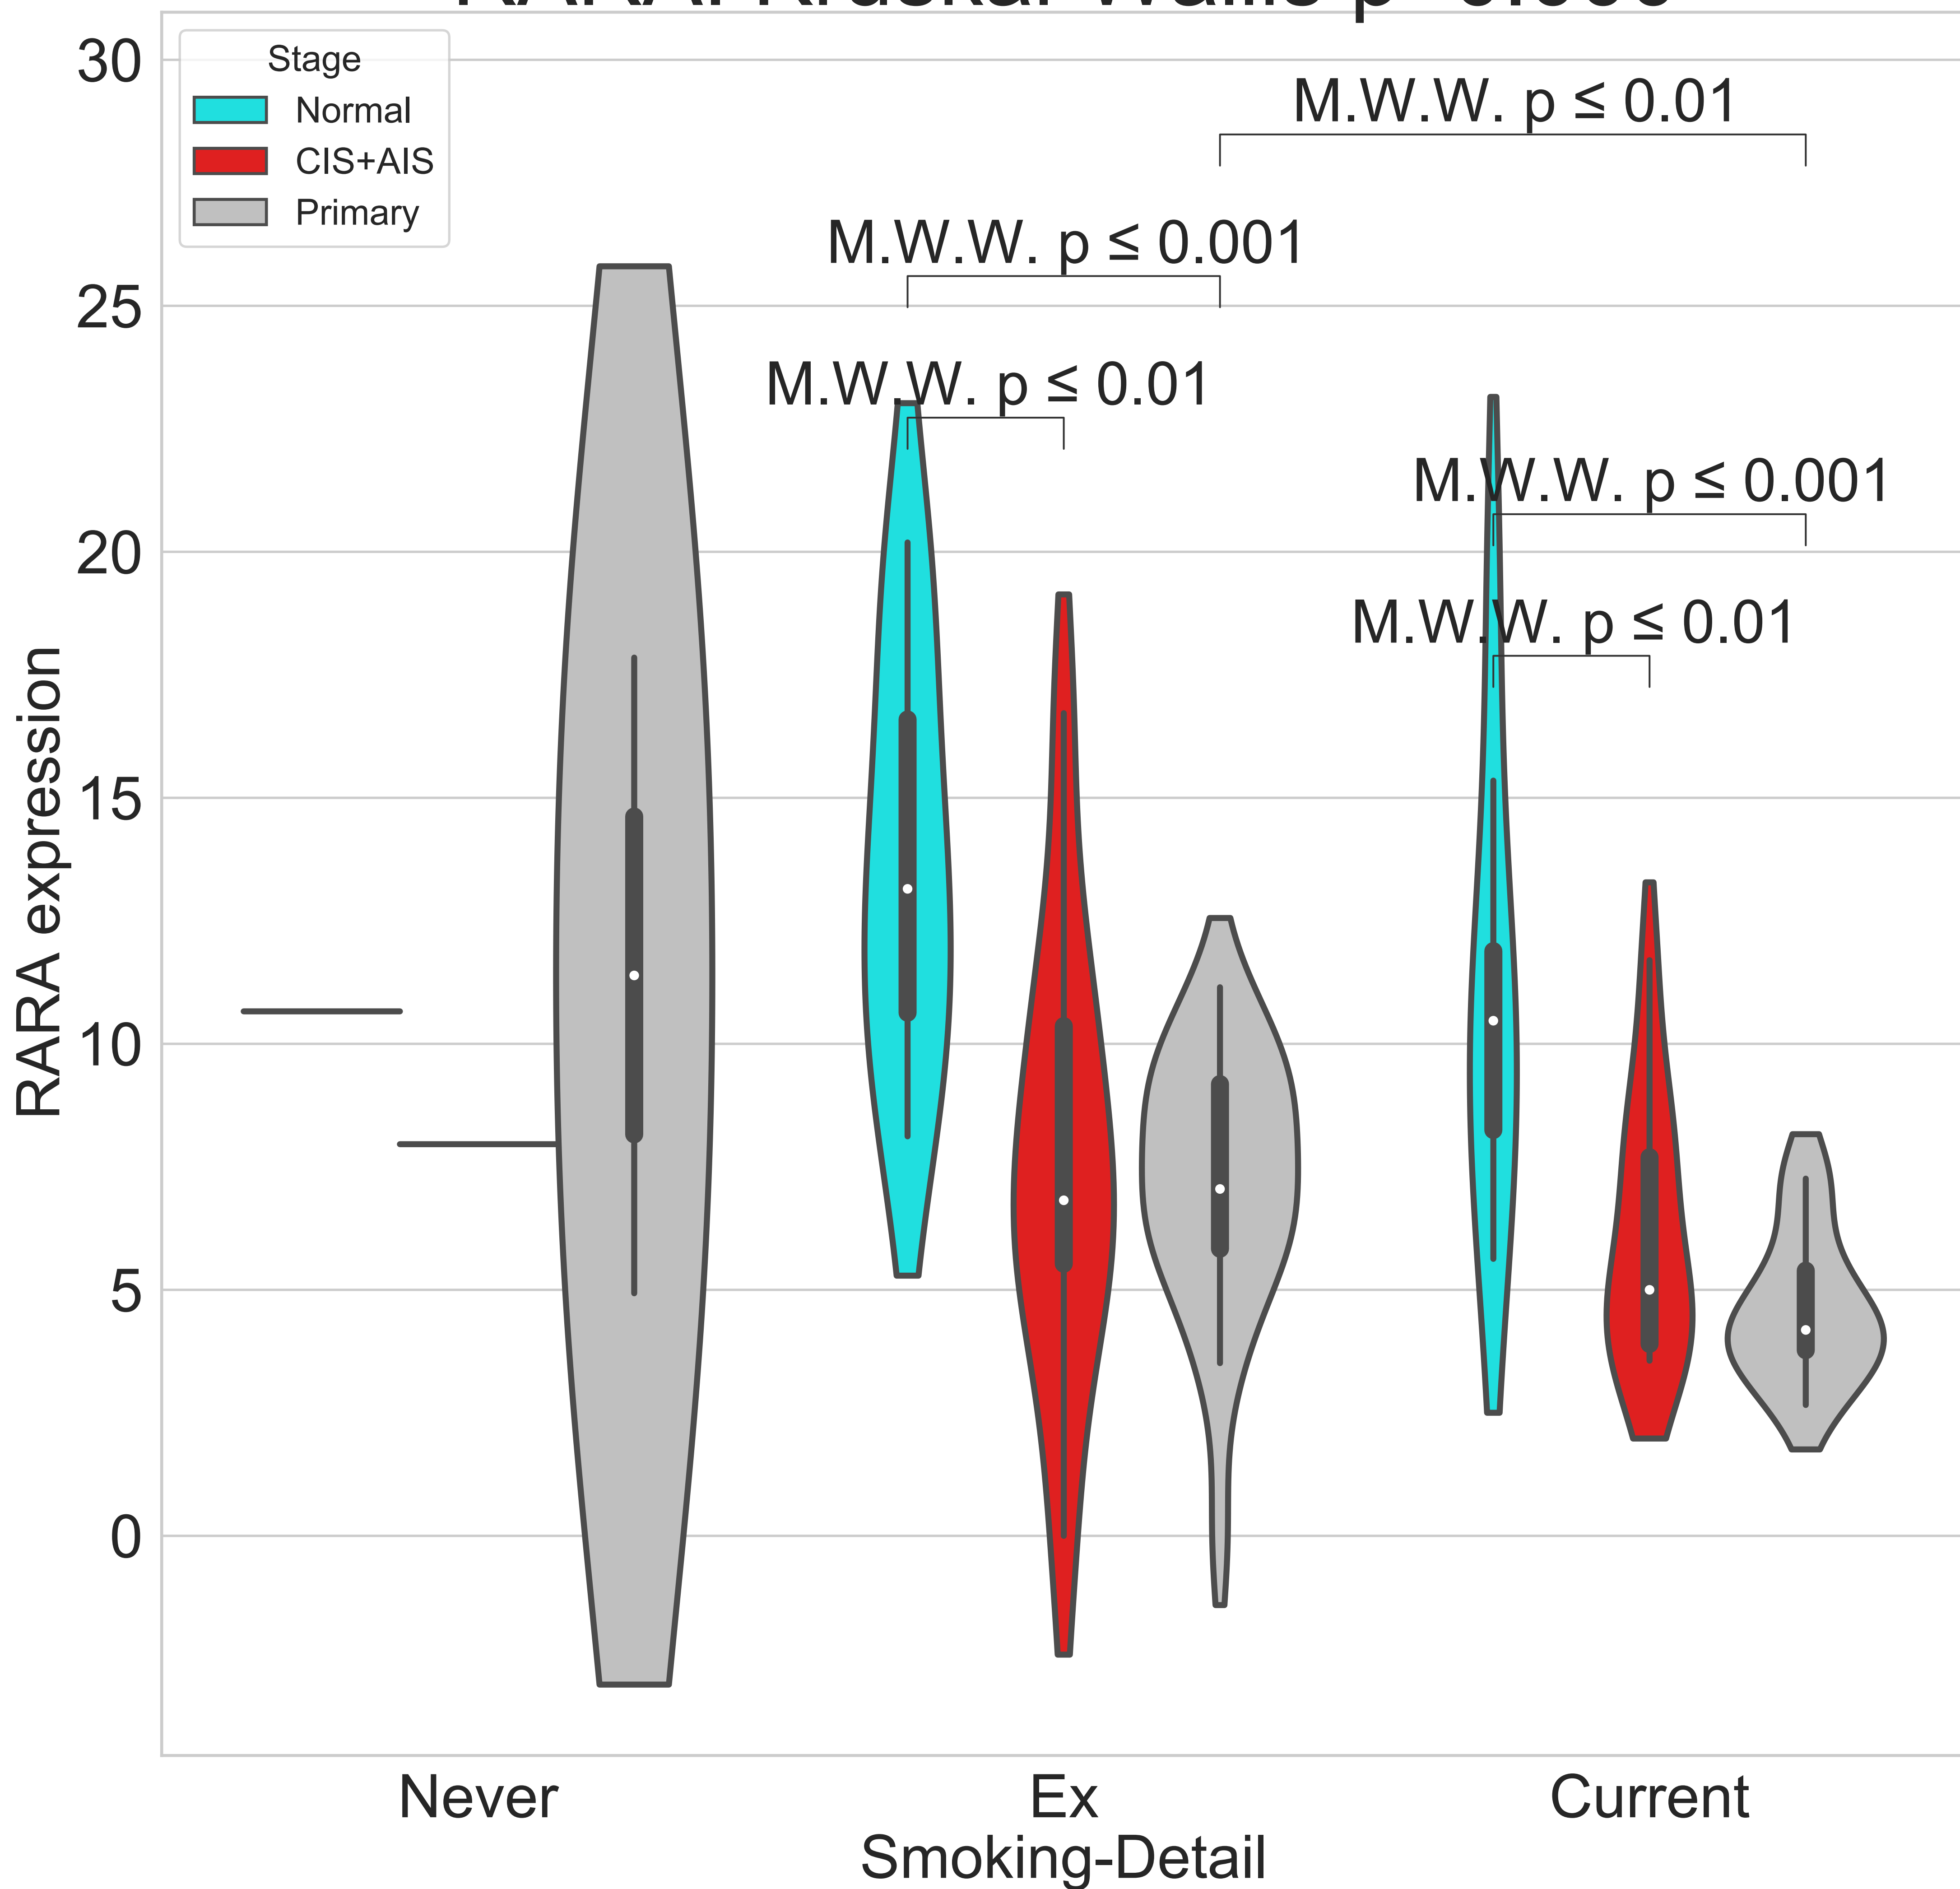 30
25
20
15
10
5
0
RARA expression
Stage
Normal
CIS+AIS
Primary
M.W.W. p ≤ 0.01
M.W.W. p ≤ 0.001
M.W.W. p ≤ 0.01
M.W.W. p ≤ 0.001
M.W.W. p ≤ 0.01
Never
Ex
Current
Smoking-Detail